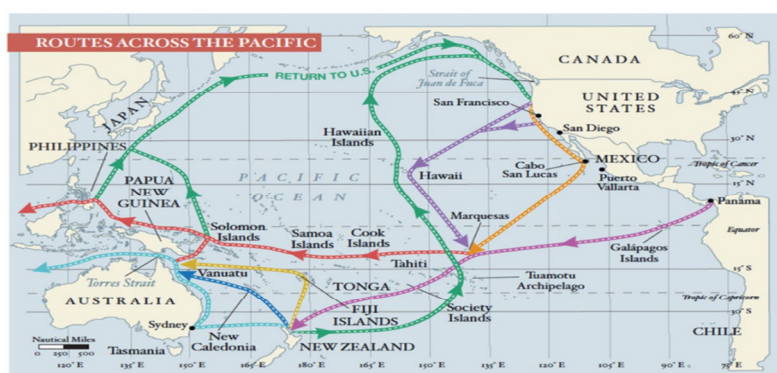 ROUTES ACROSS THE PACIFIC
60°N
CANADA
RETURN TO U.S.
Strait of
Juan de Fuca
UNITED
STATES
45°N
JAPAN
San Francisco
San Diego
Hawaiian
Islands
30°N
PHILIPPINES
Cabo
San Lucas
MEXICO
Tropic of Cancer
Puerto
Vallarta
Hawaii
PACIFIC
OCEAN
15°N
PAPUA
NEW
GUINEA
Panama
Marquesas
Solomon
Islands
Samoa
Islands
Cook
Islands
Galápagos
Islands
Equator
Tahiti
Vanuatu
Torres Strait
TONGA
Tuamotu
Archipelago
15°S
AUSTRALIA
FIJI
ISLANDS
Society
Islands
Tropic of Capricorn
30°S
Sydney
New
Caledonia
CHILE
Nautical Miles
0 250 500
Tasmania
NEW ZEALAND
120°E 135°E 150°E 165°E 180° 165°W 150°W 135°W 120°W 105°W 90°W 75°W